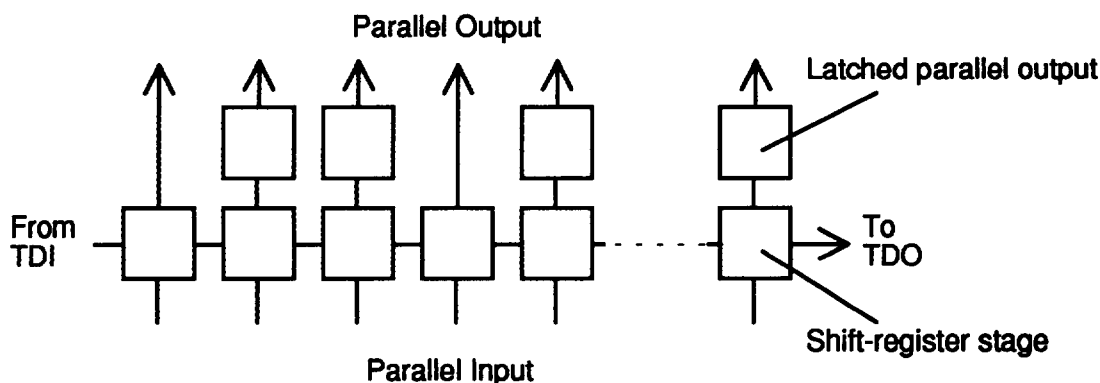 Parallel Output
Latched parallel output
From
TDI
To
TDO
Shift-register stage
Parallel Input